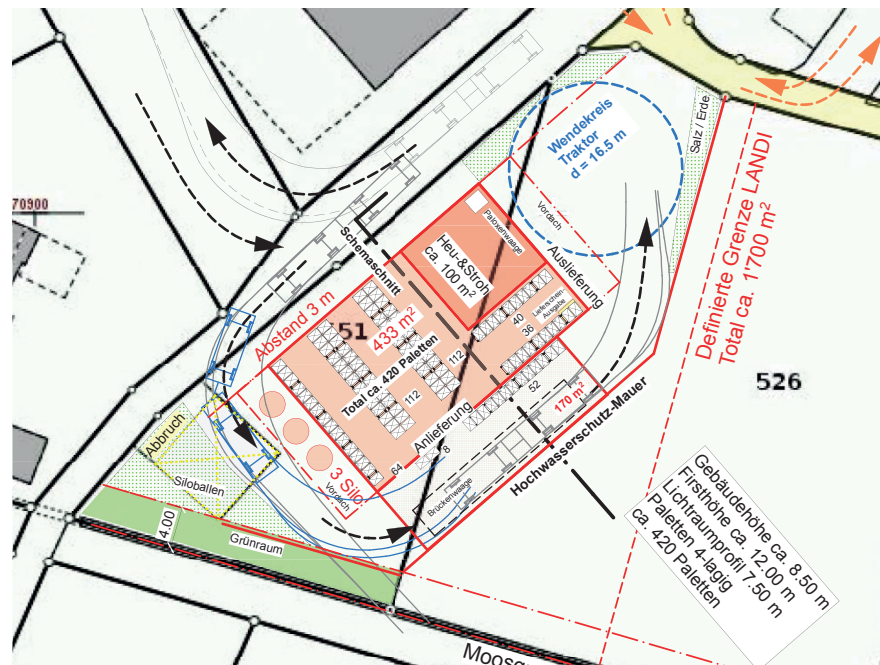 Salz / Erde
Wendekreis
Traktor
d = 16.5 m
70900
Schemaschnitt
Paloxenwaage
Vordach
Heu-&Stroh
ca. 100 m²
Auslieferung
Lieferschein-
Ausgabe
Definierte Grenze LANDI
Total ca. 1'700 m²
Abstand 3 m
51
433 m²
40
36
112
Total ca. 420 Paletten
112
52
170 m²
526
Anlieferung
8
64
Hochwasserschutz-Mauer
Abbruch
3 Silo
Vordach
Siloballen
Brückenwaage
Gebäudehöhe ca. 8.50 m
Firsthöhe ca. 12.00 m
Lichtraumprofil 7.50 m
Paletten 4-lagig
ca. 420 Paletten
4.00
Grünraum